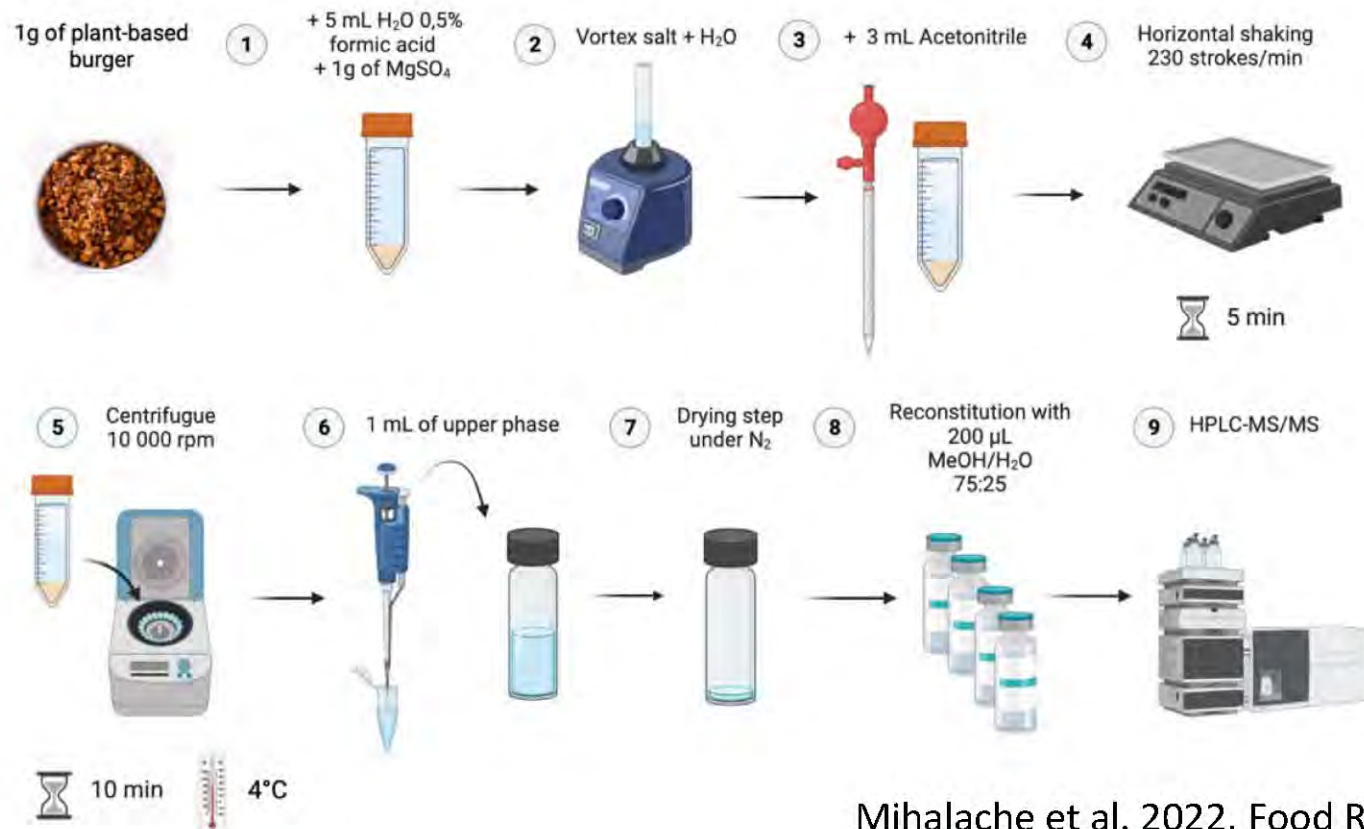 1g of plant-based
burger
1
+ 5 mL H₂O 0,5%
formic acid
+ 1g of MgSO₄
2
Vortex salt + H₂O
3
+ 3 mL Acetonitrile
4
Horizontal shaking
230 strokes/min
5 min
5
Centrifugue
10 000 rpm
6
1 mL of upper phase
7
Drying step
under N₂
8
Reconstitution with
200 µL
MeOH/H₂O
75:25
9
HPLC-MS/MS
10 min
4°C
Mihalache et al. 2022. Food R